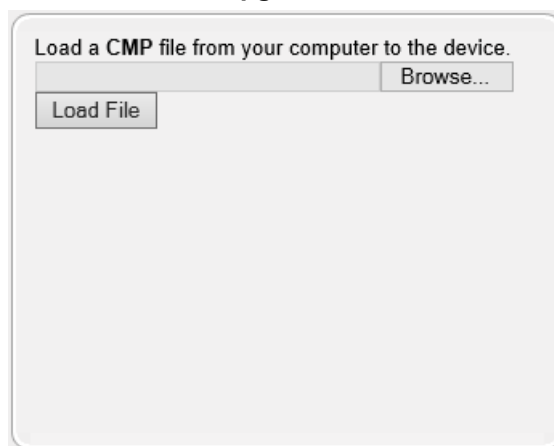 Load a CMP file from your computer to the device.
Browse...
Load File